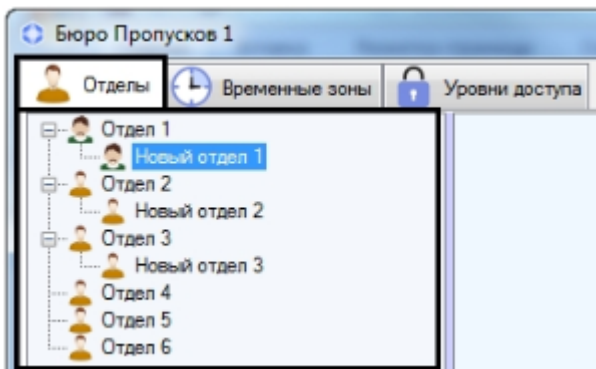 Бюро Пропусков 1
Отделы Временные зоны Уровни доступа
Отдел 1
Новый отдел 1
Отдел 2
Новый отдел 2
Отдел 3
Новый отдел 3
Отдел 4
Отдел 5
Отдел 6